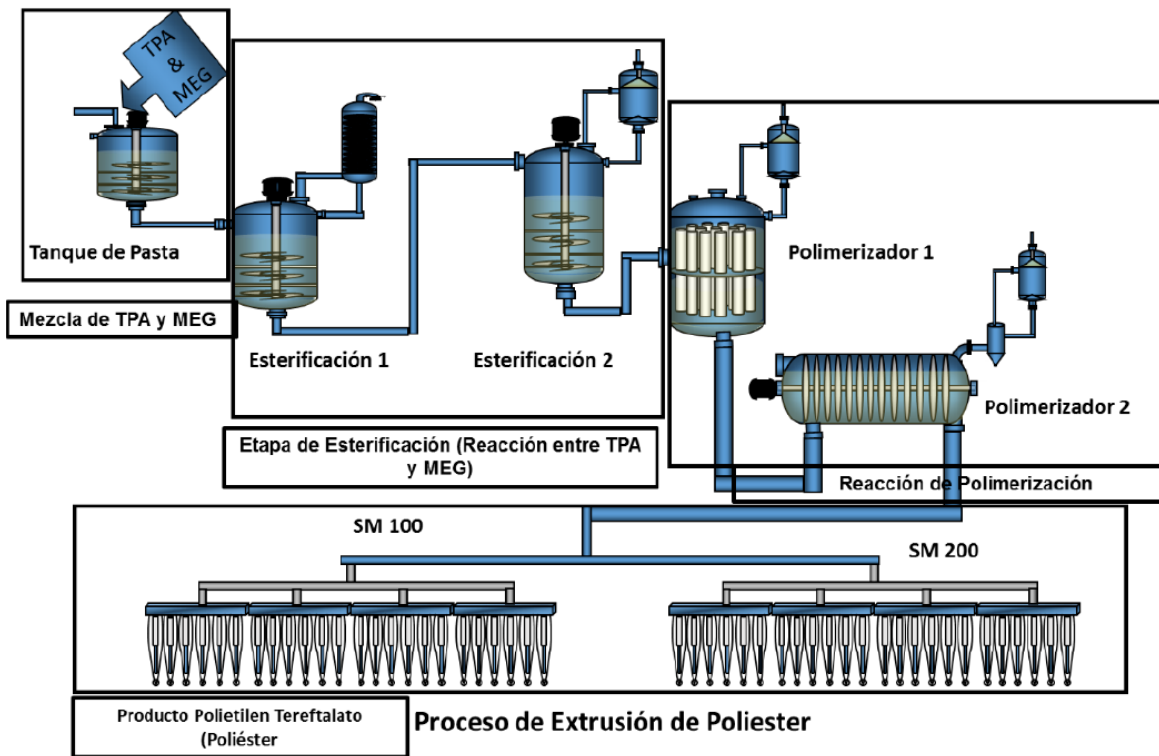 TPA
&
MEG
Tanque de Pasta
Mezcla de TPA y MEG
Esterificación 1
Esterificación 2
Etapa de Esterificación (Reacción entre TPA
y MEG)
Polimerizador 1
Polimerizador 2
Reacción de Polimerización
SM 100
SM 200
Producto Polietilen Tereftalato
(Poliéster
Proceso de Extrusión de Poliester